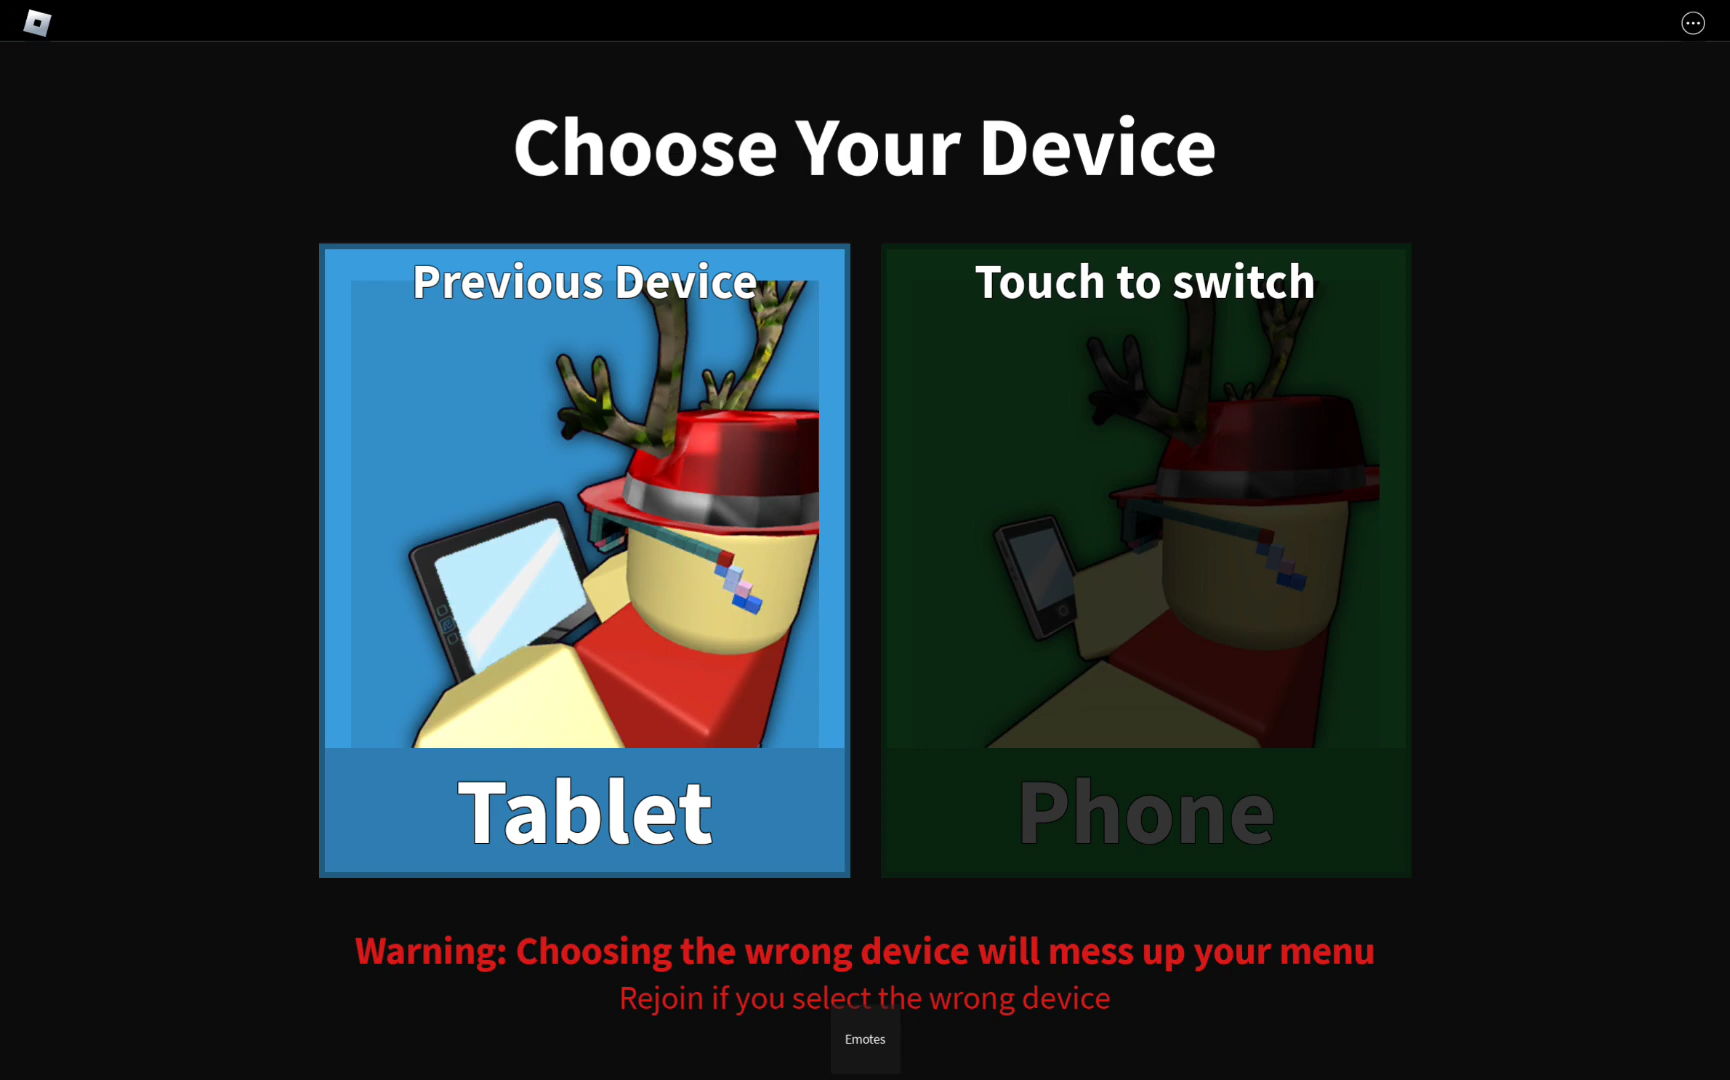 Choose Your Device
Previous Device
Touch to switch
Tablet
Phone
Warning: Choosing the wrong device will mess up your menu
Rejoin if you select the wrong device
Emotes